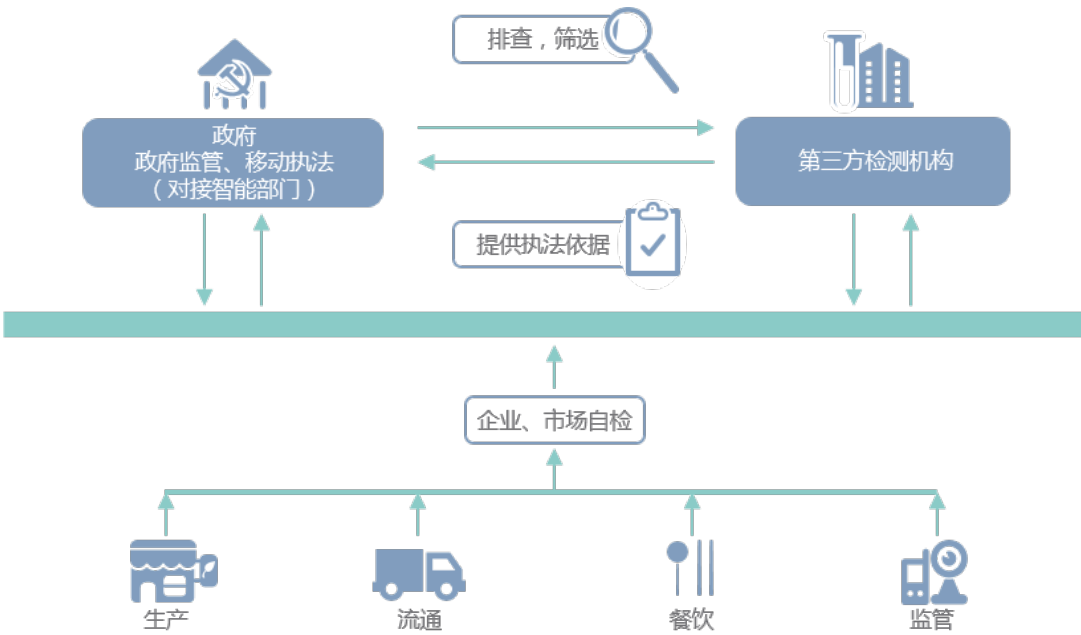 排查，筛选
政府
政府监管、移动执法
（对接智能部门）
第三方检测机构
提供执法依据
企业、市场自检
生产
流通
餐饮
监管